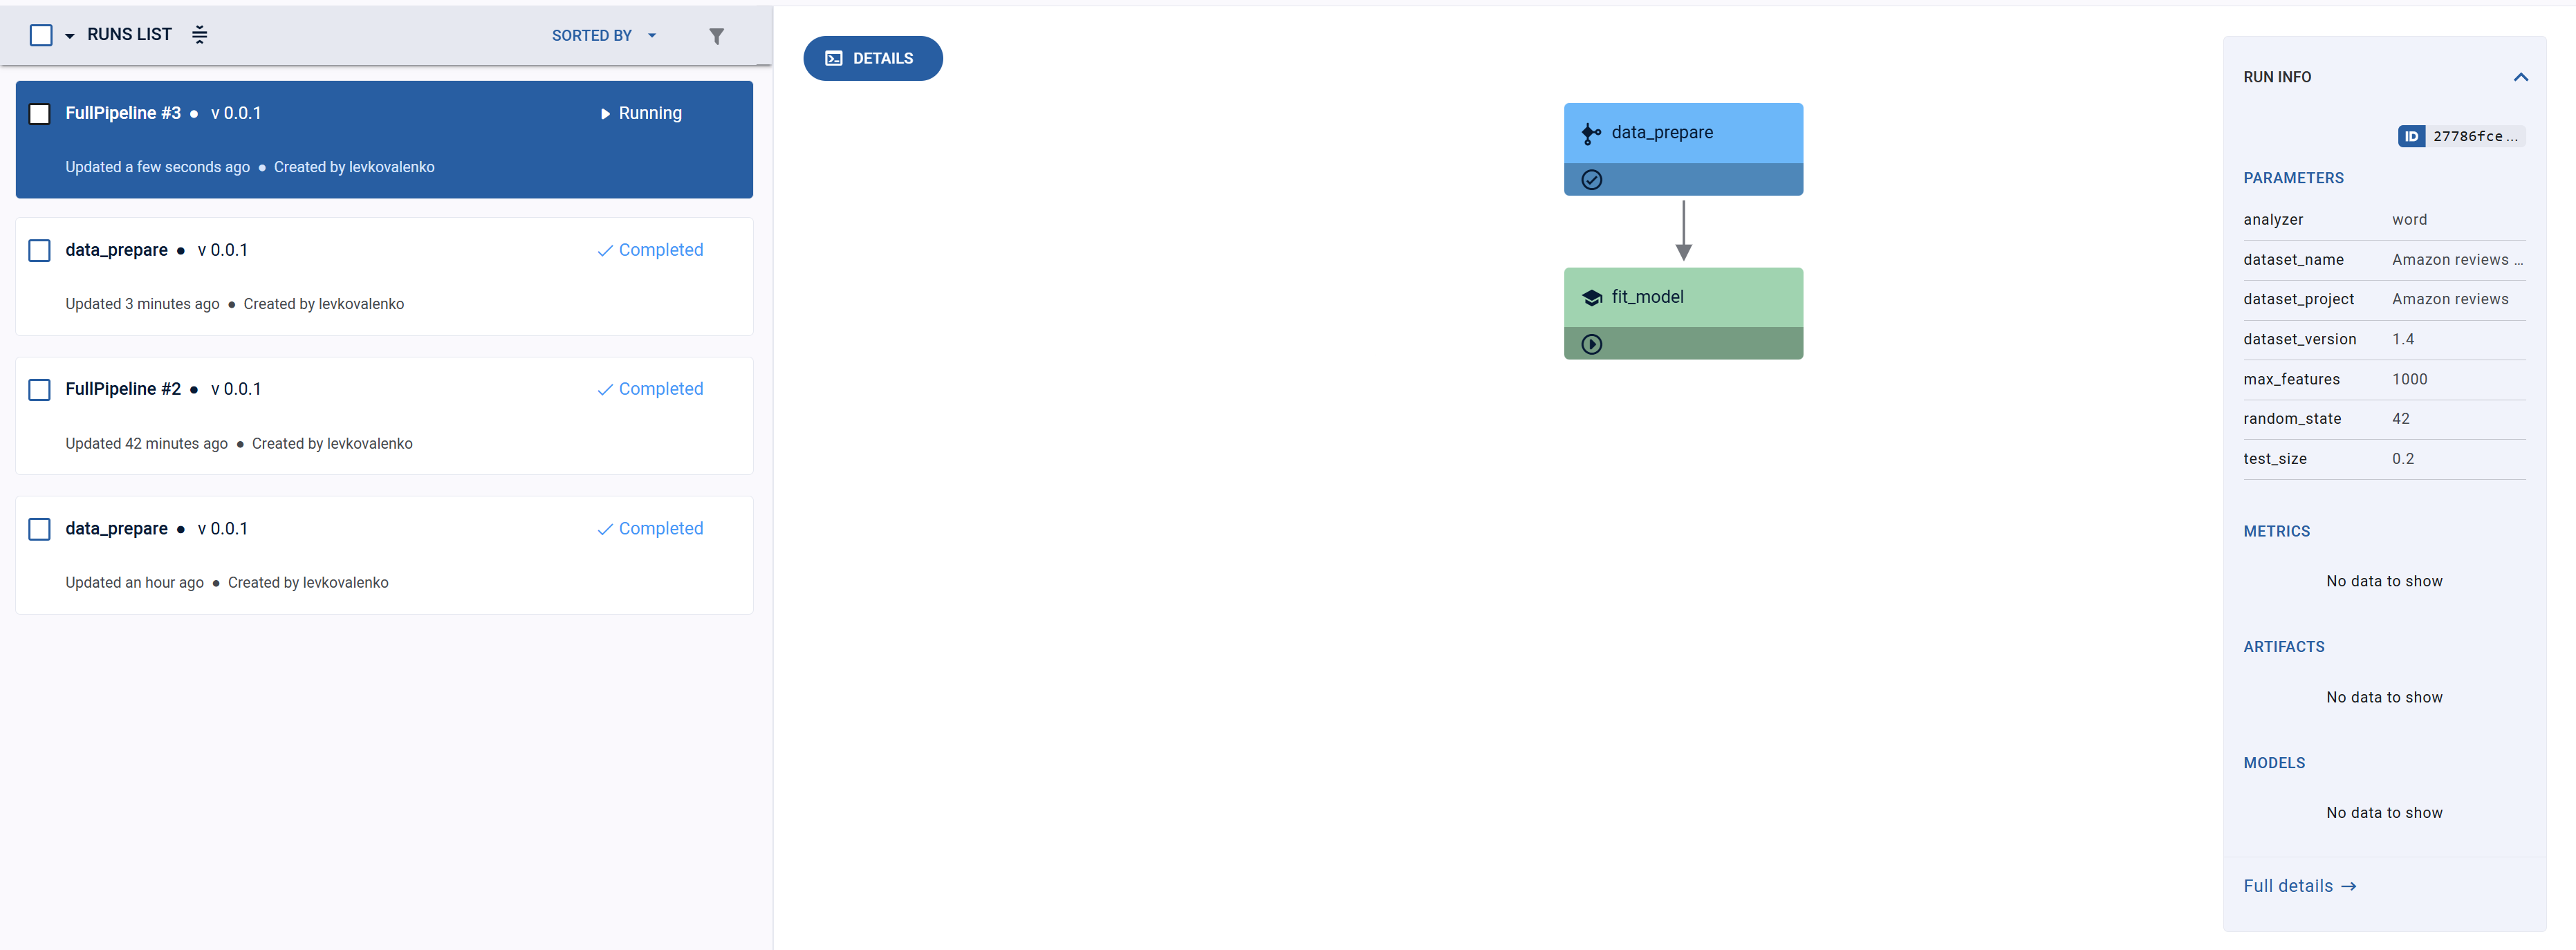 RUNS LIST
SORTED BY
FullPipeline #3 ● v 0.0.1 Running
Updated a few seconds ago ● Created by levkovalenko
data_prepare ● v 0.0.1 Completed
Updated 3 minutes ago ● Created by levkovalenko
FullPipeline #2 ● v 0.0.1 Completed
Updated 42 minutes ago ● Created by levkovalenko
data_prepare ● v 0.0.1 Completed
Updated an hour ago ● Created by levkovalenko
DETAILS
data_prepare
fit_model
RUN INFO
ID 27786fce ...
PARAMETERS
analyzer word
dataset_name Amazon reviews ...
dataset_project Amazon reviews
dataset_version 1.4
max_features 1000
random_state 42
test_size 0.2
METRICS
No data to show
ARTIFACTS
No data to show
MODELS
No data to show
Full details →